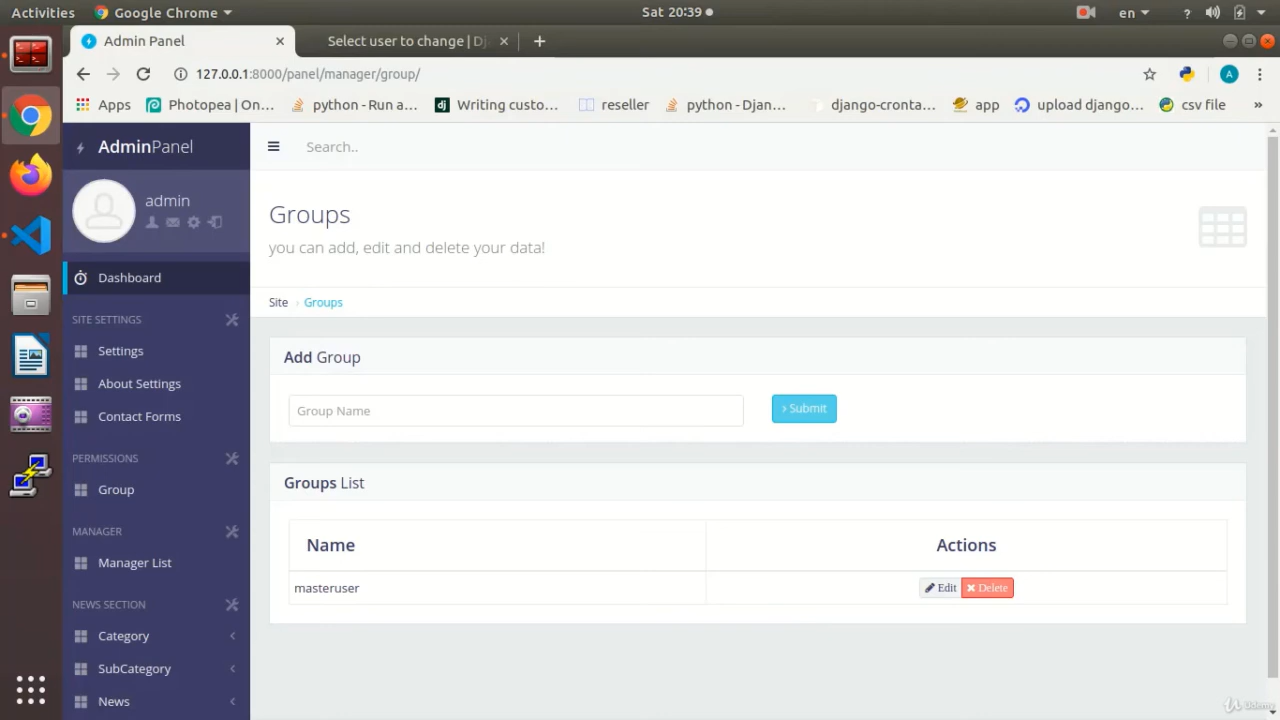 Activities Google Chrome Sat 20:39 en ?
Admin Panel × Select user to change | Dj × +
127.0.0.1:8000/panel/manager/group/ A
Apps Photopea | On... python - Run a... dj Writing custo... reseller python - Djan... django-cronta... app upload django... csv file »
AdminPanel Search..
admin
Groups
you can add, edit and delete your data!
Dashboard
Site › Groups
SITE SETTINGS
Settings
About Settings
Contact Forms
Add Group
Group Name › Submit
PERMISSIONS
Group
Groups List
MANAGER
Manager List
Name Actions
masteruser Edit Delete
NEWS SECTION
Category
SubCategory
News
Udemy